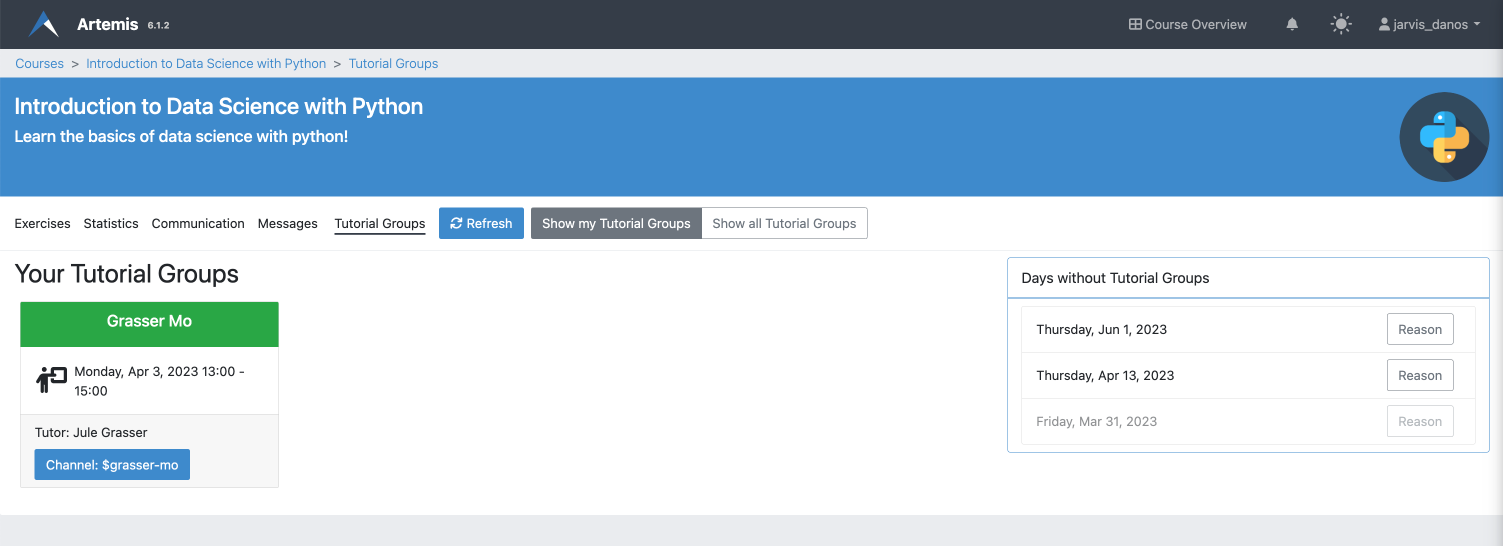 Artemis 6.1.2
Course Overview
jarvis_danos
Courses > Introduction to Data Science with Python > Tutorial Groups
Introduction to Data Science with Python
Learn the basics of data science with python!
Exercises Statistics Communication Messages Tutorial Groups Refresh Show my Tutorial Groups Show all Tutorial Groups
Your Tutorial Groups
Grasser Mo
Monday, Apr 3, 2023 13:00 -
15:00
Tutor: Jule Grasser
Channel: $grasser-mo
Days without Tutorial Groups
Thursday, Jun 1, 2023 Reason
Thursday, Apr 13, 2023 Reason
Friday, Mar 31, 2023 Reason